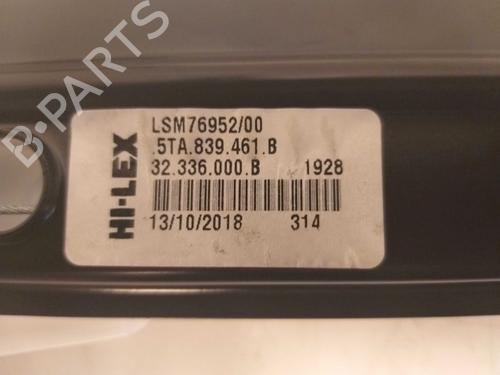 B-PARTS
HI-LEX
LSM76952/00
.5TA.839.461.B
32.336.000.B 1928
13/10/2018 314